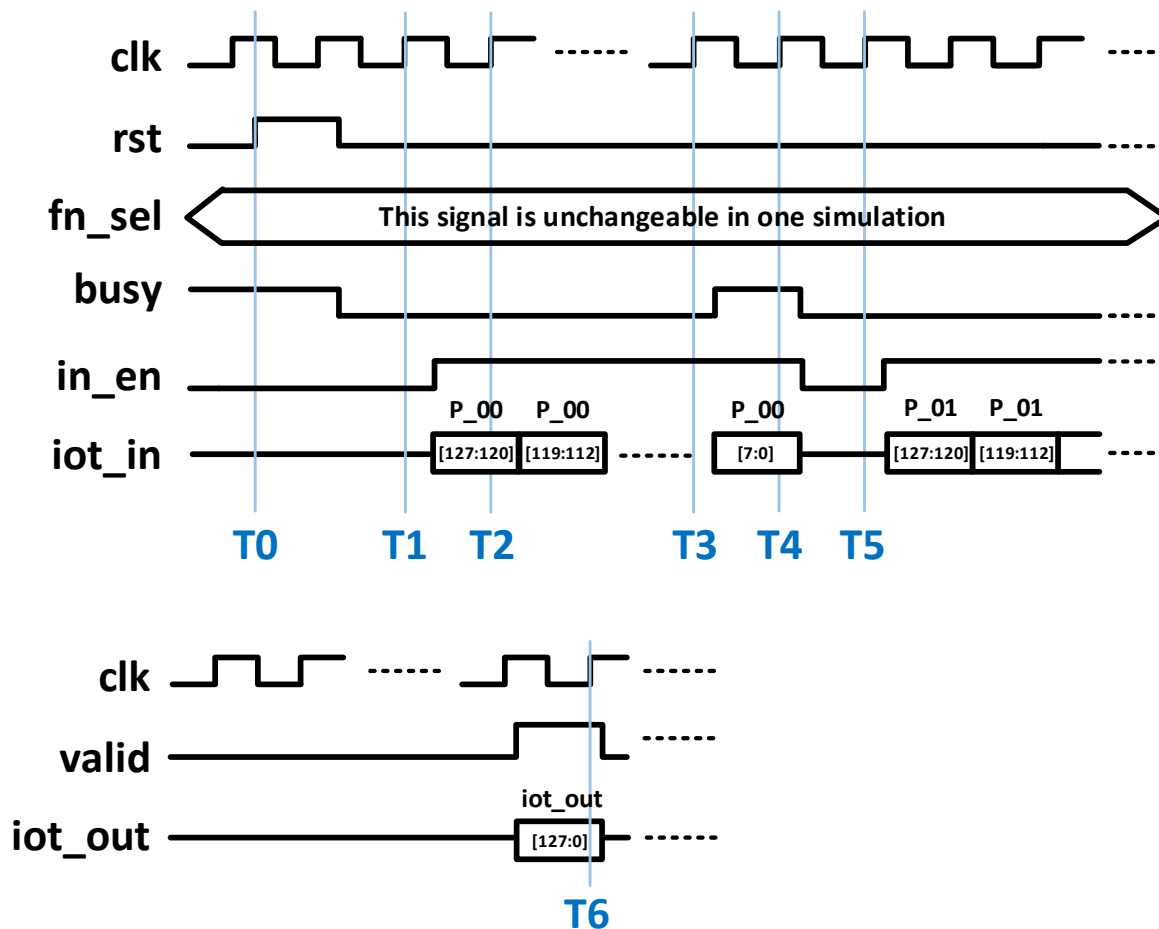 clk
rst
fn_sel
This signal is unchangeable in one simulation
busy
in_en
P_00 P_00 P_00 P_01 P_01
iot_in [127:120] [119:112] [7:0] [127:120] [119:112]
T0 T1 T2 T3 T4 T5
clk
valid
iot_out
iot_out [127:0]
T6